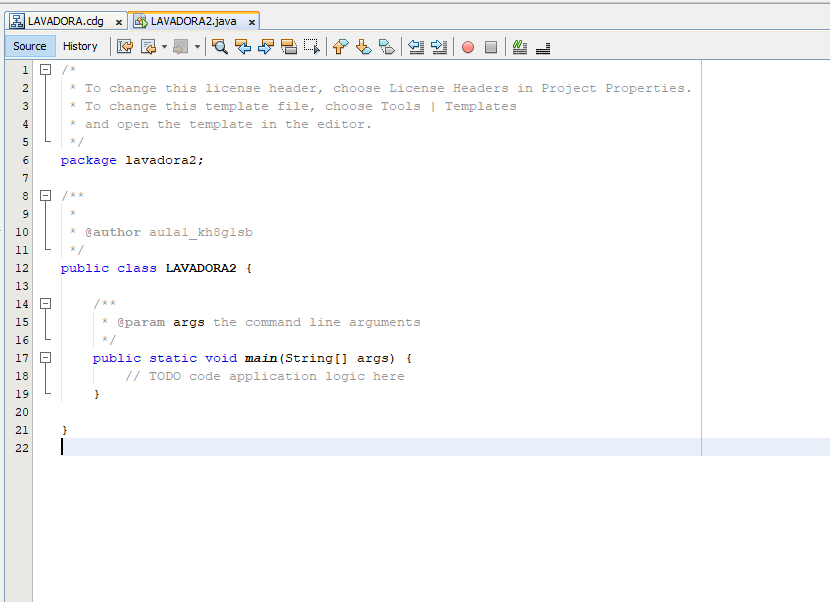 LAVADORA.cdg x LAVADORA2.java x
Source History
1 /*
2 * To change this license header, choose License Headers in Project Properties.
3 * To change this template file, choose Tools | Templates
4 * and open the template in the editor.
5 */
6 package lavadora2;
7
8 /**
9 *
10 * @author aula1_kh8glsb
11 */
12 public class LAVADORA2 {
13
14 /**
15 * @param args the command line arguments
16 */
17 public static void main(String[] args) {
18 // TODO code application logic here
19 }
20
21 }
22